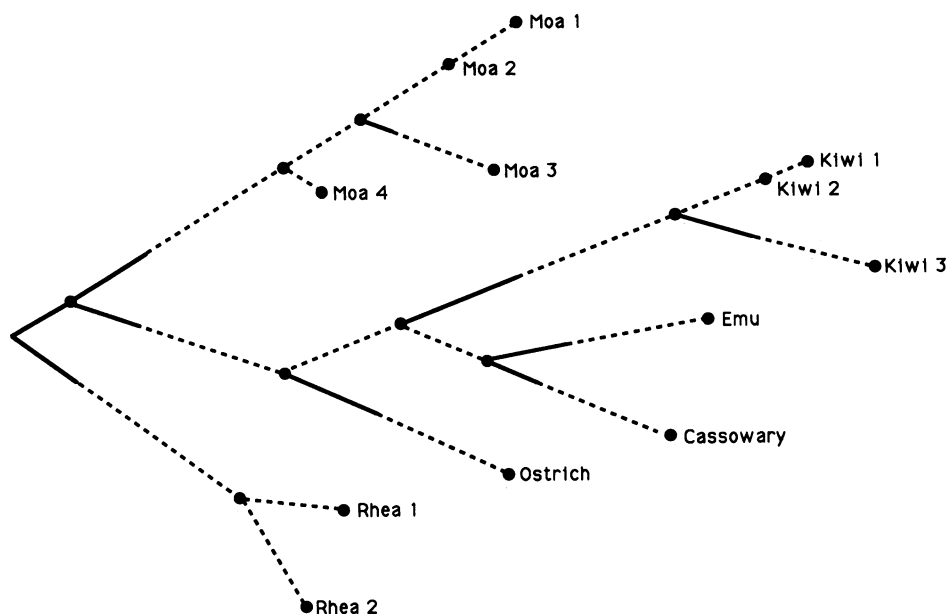 Moa 1
Moa 2
Moa 3
Moa 4
Kiwi 1
Kiwi 2
Kiwi 3
Emu
Cassowary
Ostrich
Rhea 1
Rhea 2